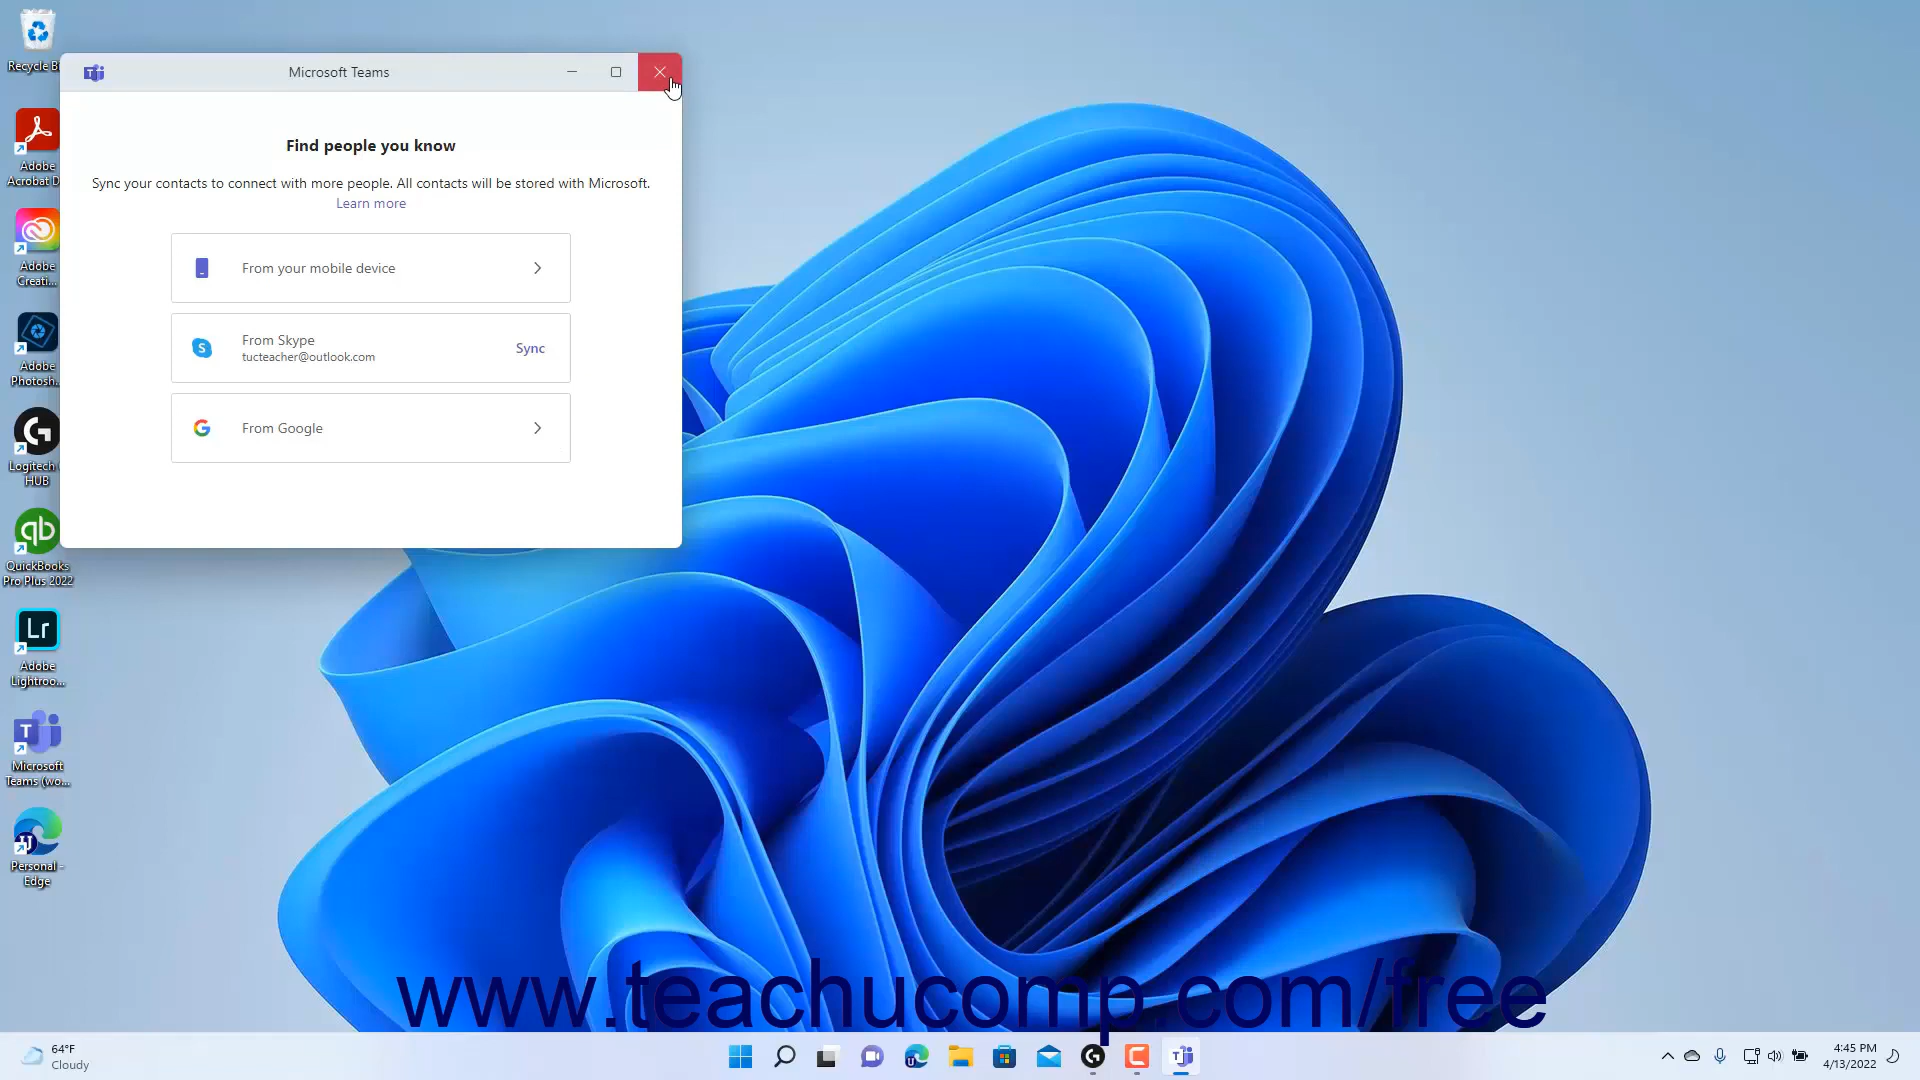 Recycle Bi
Microsoft Teams
Find people you know
Sync your contacts to connect with more people. All contacts will be stored with Microsoft.
Learn more
From your mobile device
From Skype
tucteacher@outlook.com
Sync
From Google
Adobe
Acrobat D
Adobe
Creati...
Adobe
Photosh...
Logitech
HUB
qb
QuickBooks
Pro Plus 2022
Lr
Adobe
Lightroo...
Microsoft
Teams (wo...
Personal -
Edge
www.teachucomp.com/free
64°F
Cloudy
4:45 PM
4/13/2022